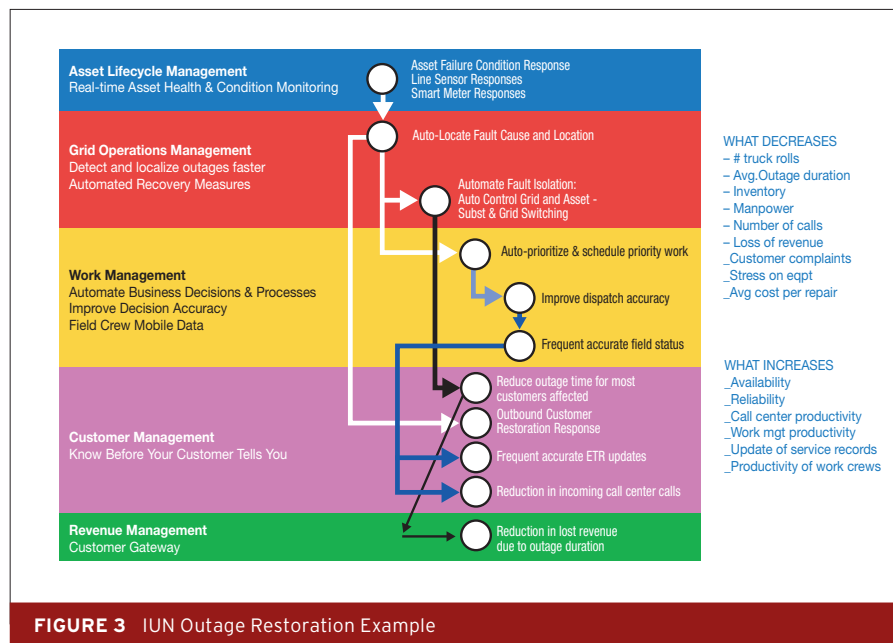 Asset Lifecycle Management
Real-time Asset Health & Condition Monitoring
Asset Failure Condition Response
Line Sensor Responses
Smart Meter Responses
Grid Operations Management
Detect and localize outages faster
Automated Recovery Measures
Auto-Locate Fault Cause and Location
Automate Fault Isolation:
Auto Control Grid and Asset -
Subst & Grid Switching
Work Management
Automate Business Decisions & Processes
Improve Decision Accuracy
Field Crew Mobile Data
Auto-prioritize & schedule priority work
Improve dispatch accuracy
Frequent accurate field status
Customer Management
Know Before Your Customer Tells You
Reduce outage time for most
customers affected
Outbound Customer
Restoration Response
Frequent accurate ETR updates
Reduction in incoming call center calls
Revenue Management
Customer Gateway
Reduction in lost revenue
due to outage duration
WHAT DECREASES
– # truck rolls
– Avg.Outage duration
– Inventory
– Manpower
– Number of calls
– Loss of revenue
_Customer complaints
_Stress on eqpt
_Avg cost per repair
WHAT INCREASES
_Availability
_Reliability
_Call center productivity
_Work mgt productivity
_Update of service records
_Productivity of work crews
FIGURE 3 IUN Outage Restoration Example